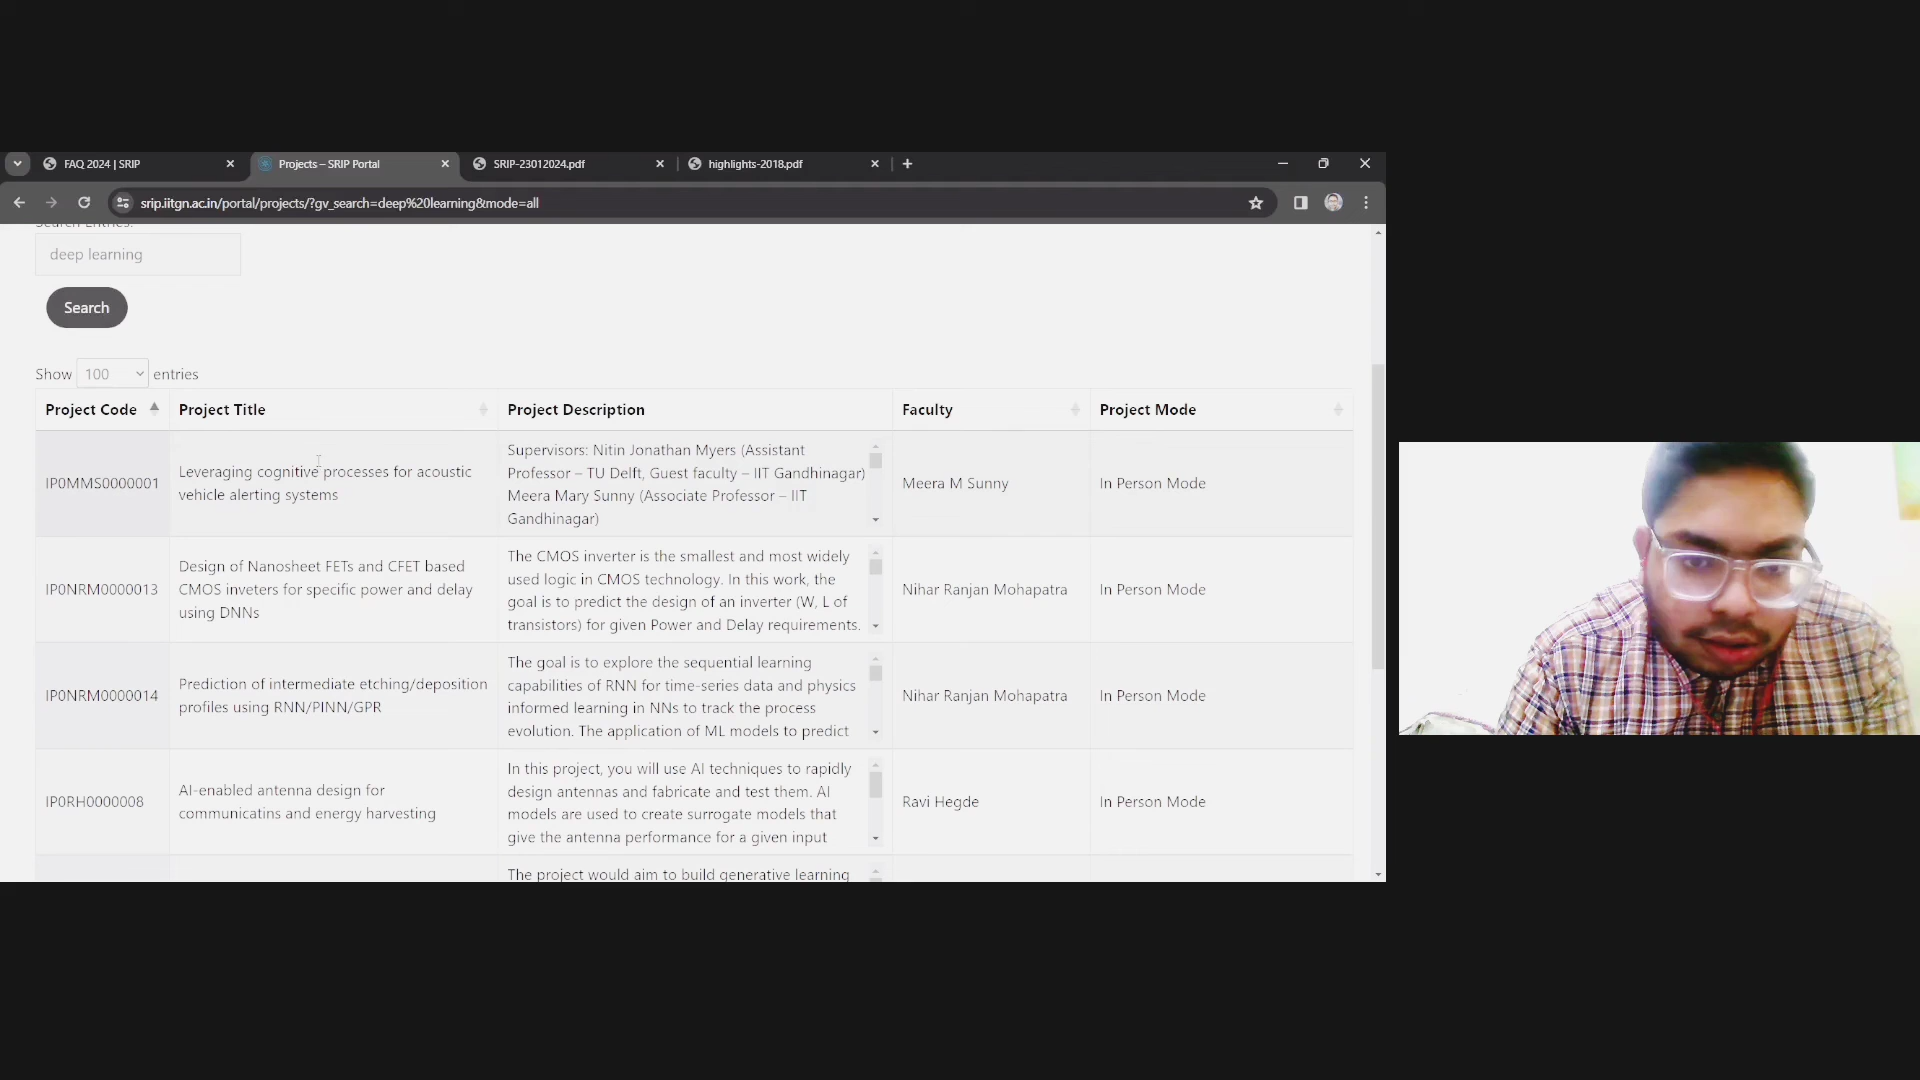 FAQ 2024 | SRIP
Projects – SRIP Portal
SRIP-23012024.pdf
highlights-2018.pdf
srip.iitgn.ac.in/portal/projects/?gv_search=deep%20learning&mode=all
Search Entries:
deep learning
Search
Show 100 entries
Project Code Project Title Project Description Faculty Project Mode
IP0MMS0000001
Leveraging cognitive processes for acoustic
vehicle alerting systems
Supervisors: Nitin Jonathan Myers (Assistant
Professor – TU Delft, Guest faculty – IIT Gandhinagar)
Meera Mary Sunny (Associate Professor – IIT
Gandhinagar)
Meera M Sunny
In Person Mode
IP0NRM0000013
Design of Nanosheet FETs and CFET based
CMOS inveters for specific power and delay
using DNNs
The CMOS inverter is the smallest and most widely
used logic in CMOS technology. In this work, the
goal is to predict the design of an inverter (W, L of
transistors) for given Power and Delay requirements.
Nihar Ranjan Mohapatra
In Person Mode
IP0NRM0000014
Prediction of intermediate etching/deposition
profiles using RNN/PINN/GPR
The goal is to explore the sequential learning
capabilities of RNN for time-series data and physics
informed learning in NNs to track the process
evolution. The application of ML models to predict
Nihar Ranjan Mohapatra
In Person Mode
IP0RH0000008
AI-enabled antenna design for
communicatins and energy harvesting
In this project, you will use AI techniques to rapidly
design antennas and fabricate and test them. AI
models are used to create surrogate models that
give the antenna performance for a given input
Ravi Hegde
In Person Mode
The project would aim to build generative learning